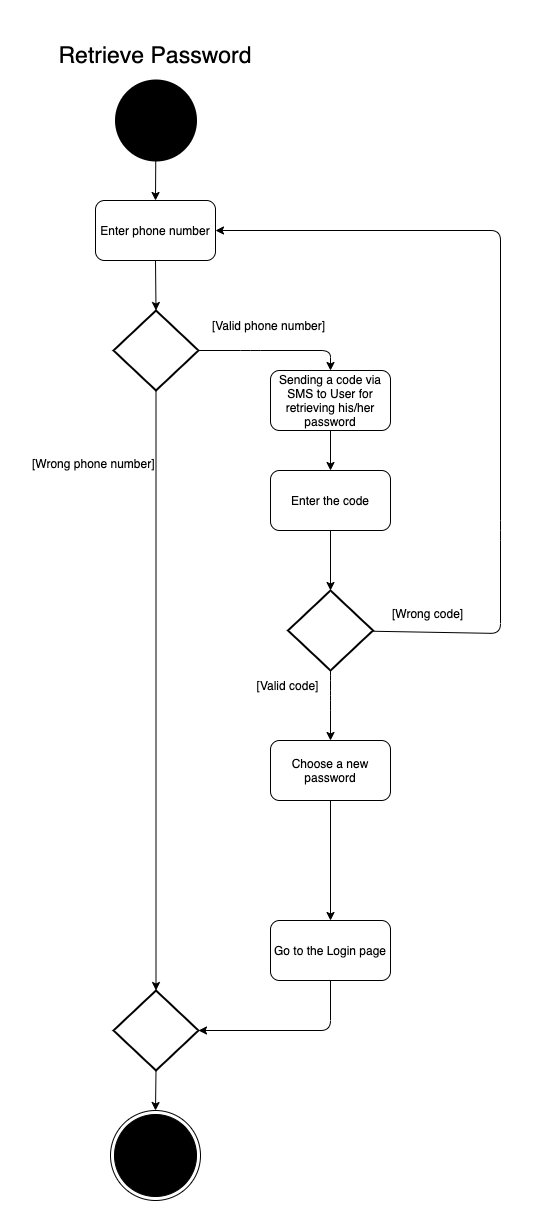 Retrieve Password
Enter phone number
[Valid phone number]
Sending a code via
SMS to User for
retrieving his/her
password
[Wrong phone number]
Enter the code
[Wrong code]
[Valid code]
Choose a new
password
Go to the Login page